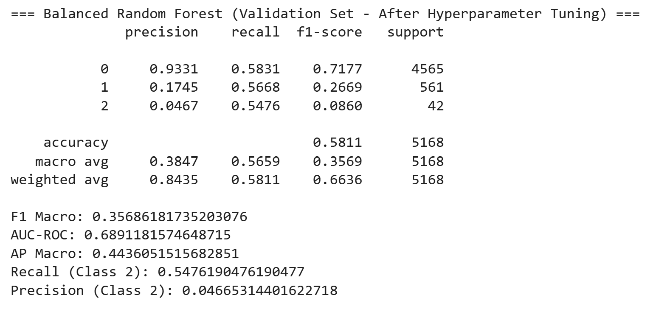 === Balanced Random Forest (Validation Set - After Hyperparameter Tuning) ===
precision recall f1-score support
0 0.9331 0.5831 0.7177 4565
1 0.1745 0.5668 0.2669 561
2 0.0467 0.5476 0.0860 42
accuracy 0.5811 5168
macro avg 0.3847 0.5659 0.3569 5168
weighted avg 0.8435 0.5811 0.6636 5168
F1 Macro: 0.35686181735203076
AUC-ROC: 0.6891181574648715
AP Macro: 0.4436051515682851
Recall (Class 2): 0.5476190476190477
Precision (Class 2): 0.04665314401622718